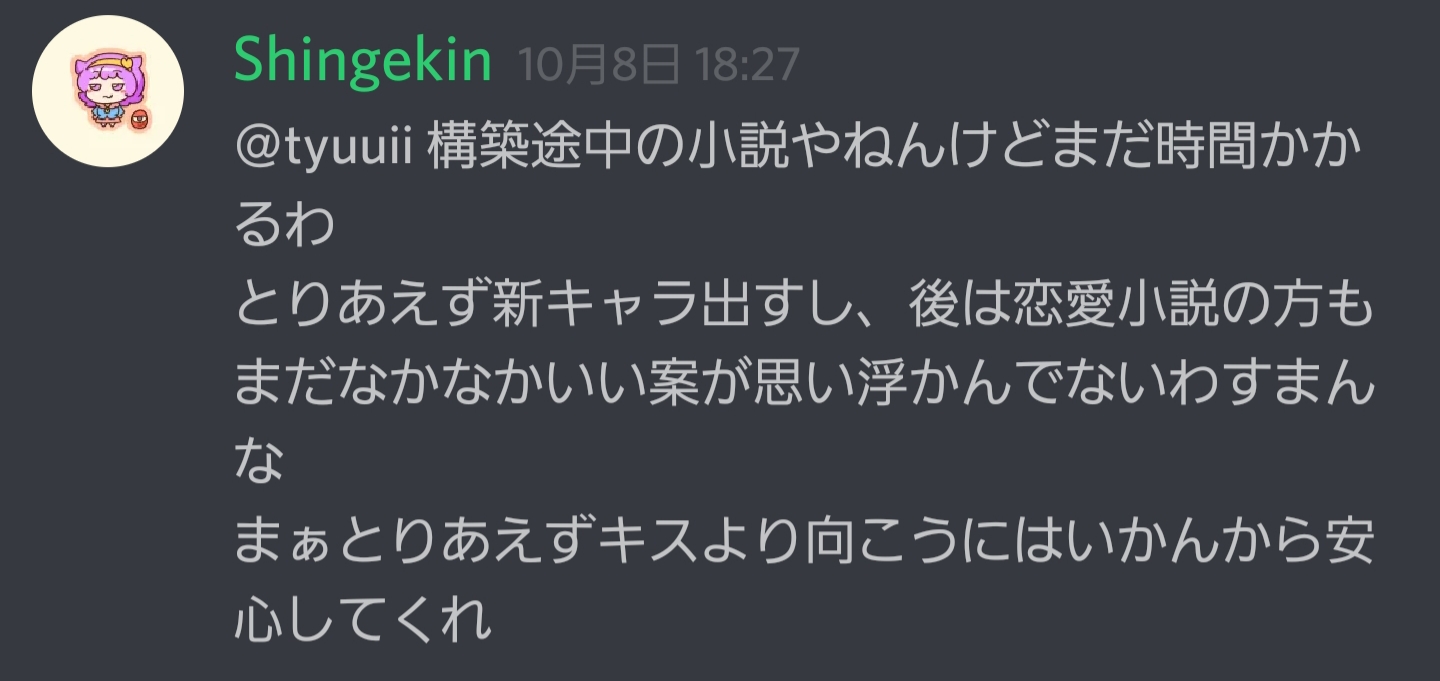 Shingekin 10月8日 18:27
@tyuuii 構築途中の小説やねんけどまだ時間かか
るわ
とりあえず新キャラ出すし、後は恋愛小説の方も
まだなかなかいい案が思い浮かんでないわすまん
な
まぁとりあえずキスより向こうにはいかんから安
心してくれ